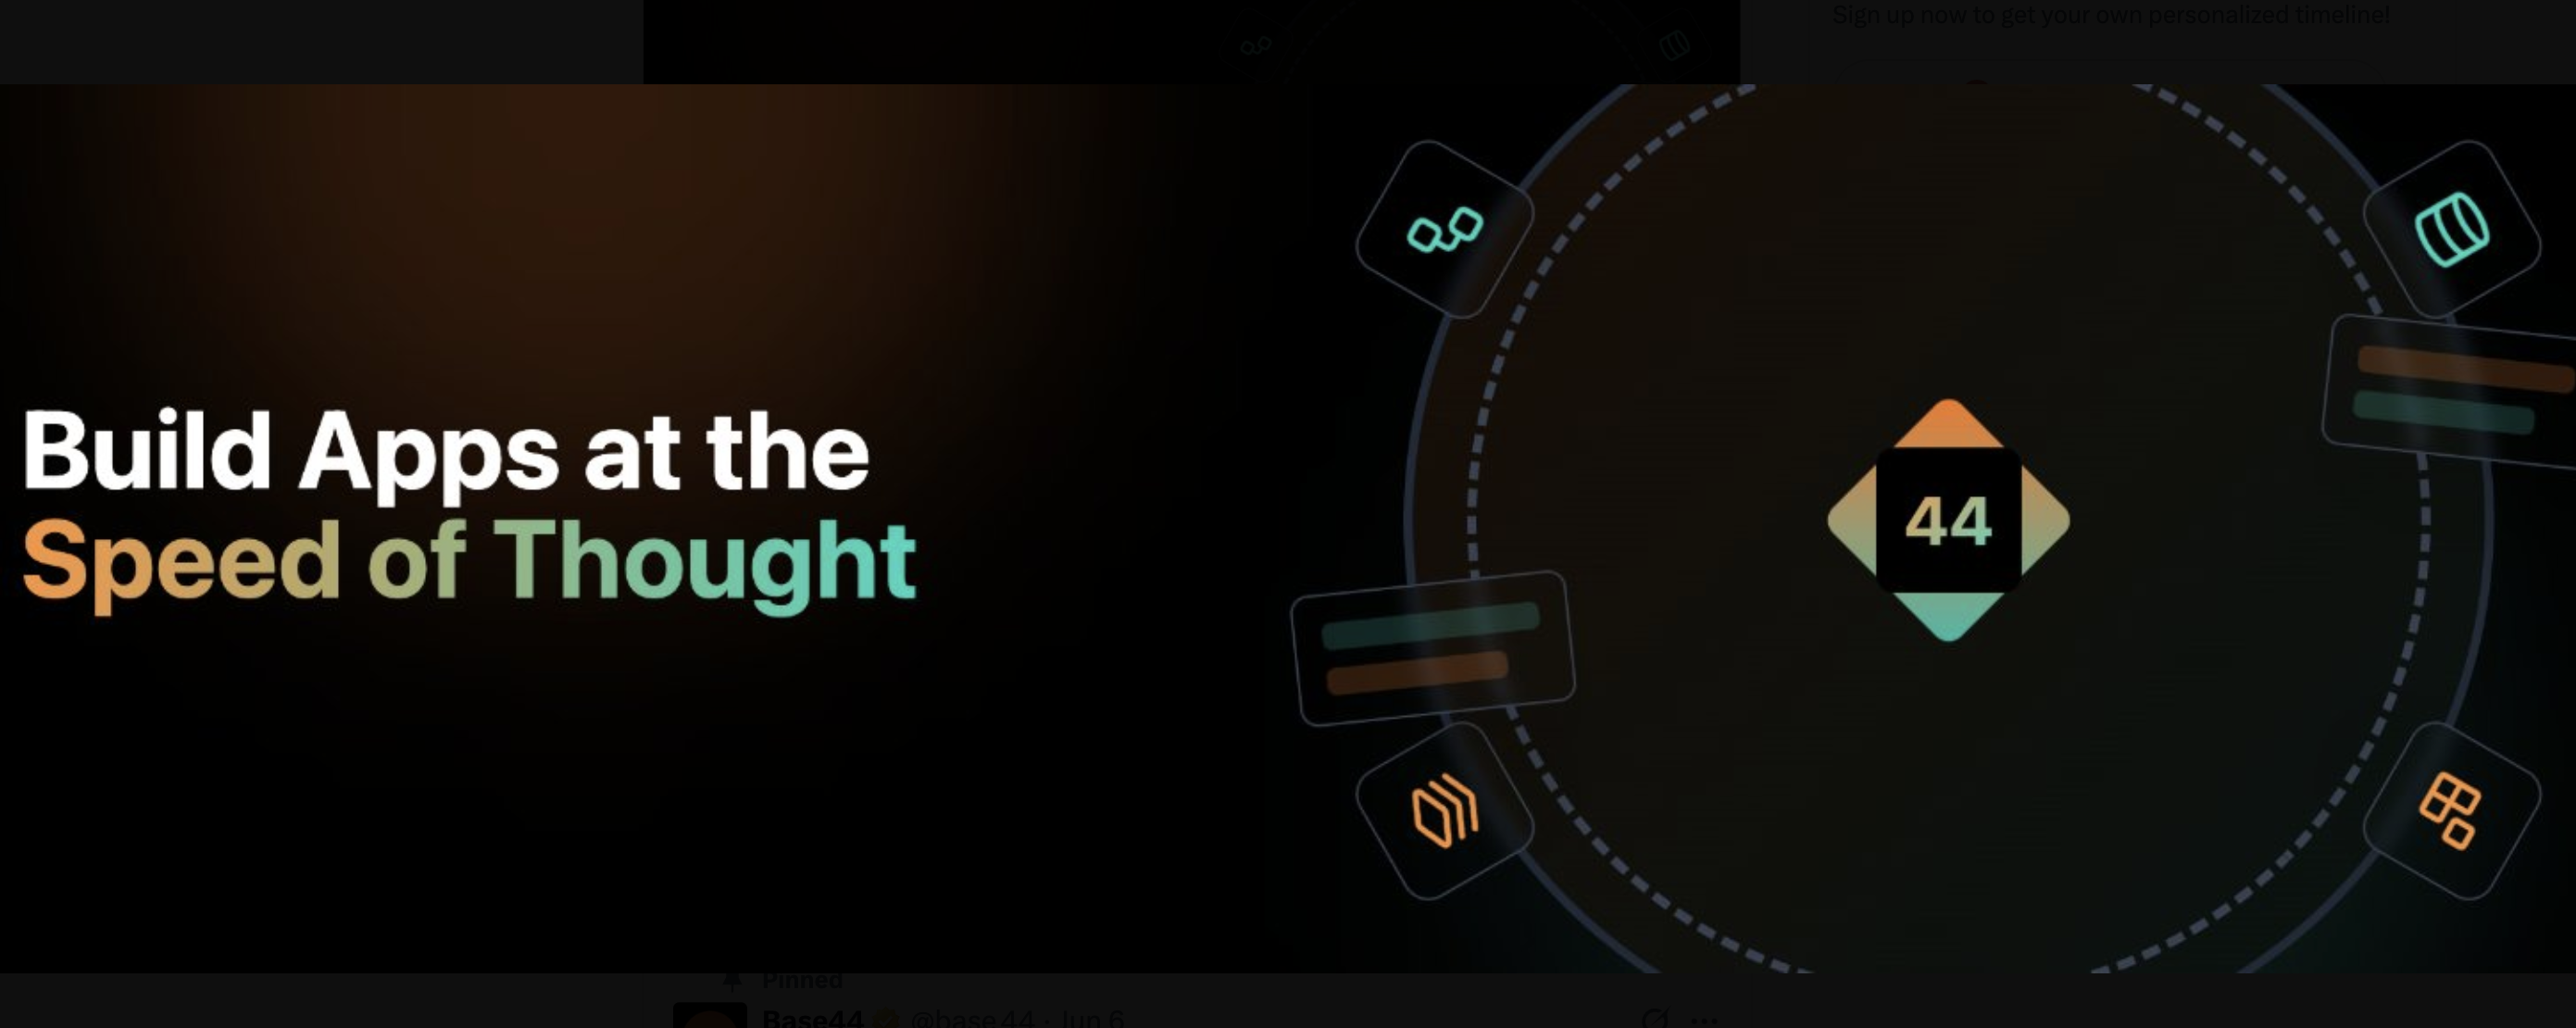 Sign up now to get your own personalized timeline!
Build Apps at the
Speed of Thought
44
Pinned
Base44 @base44 · Jun 6